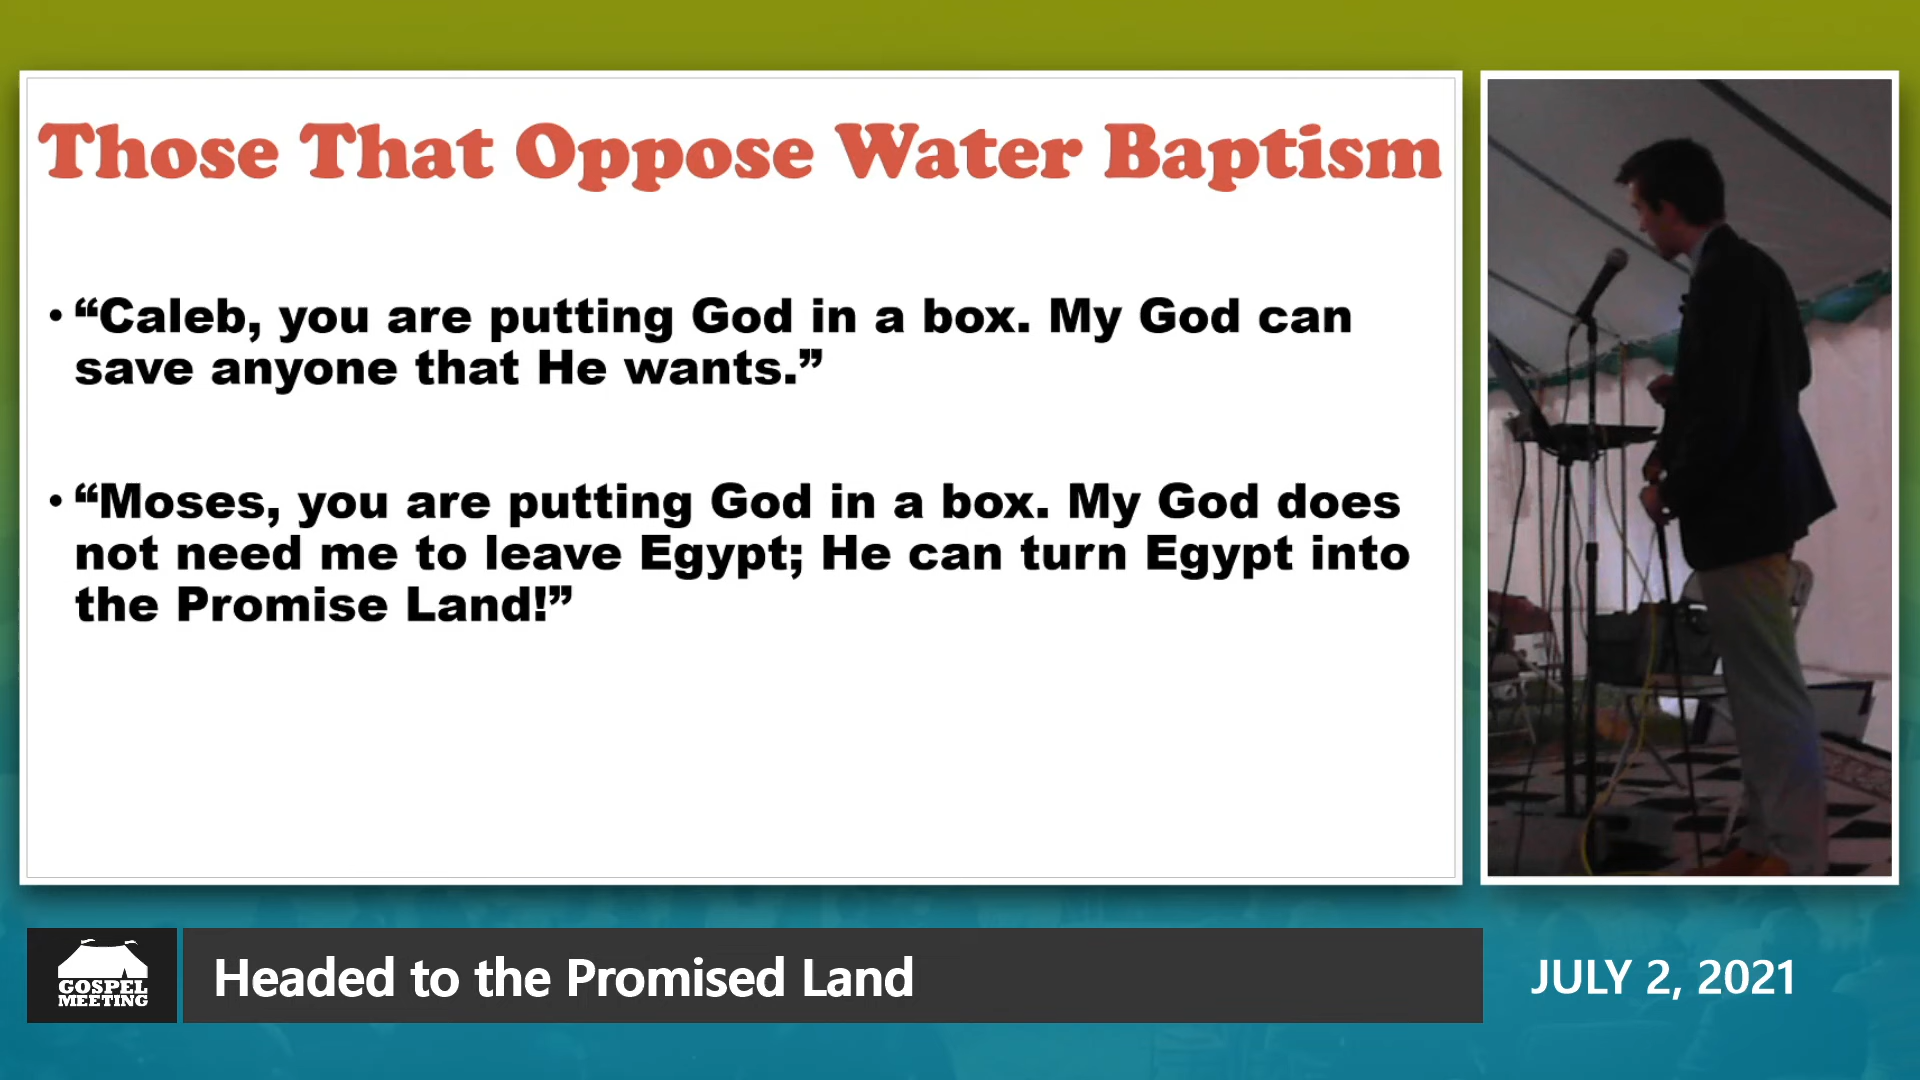 Those That Oppose Water Baptism
• “Caleb, you are putting God in a box. My God can
save anyone that He wants.”
• “Moses, you are putting God in a box. My God does
not need me to leave Egypt; He can turn Egypt into
the Promise Land!”
GOSPEL
MEETING
Headed to the Promised Land
JULY 2, 2021